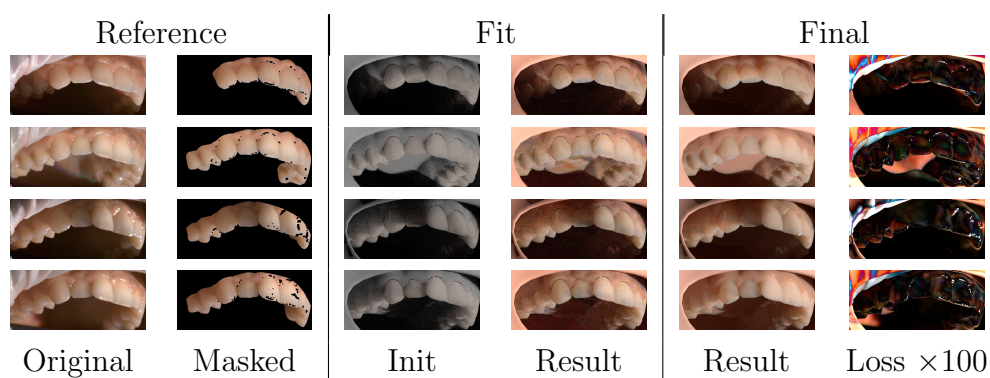 Reference Fit Final
Original Masked Init Result Result Loss ×100